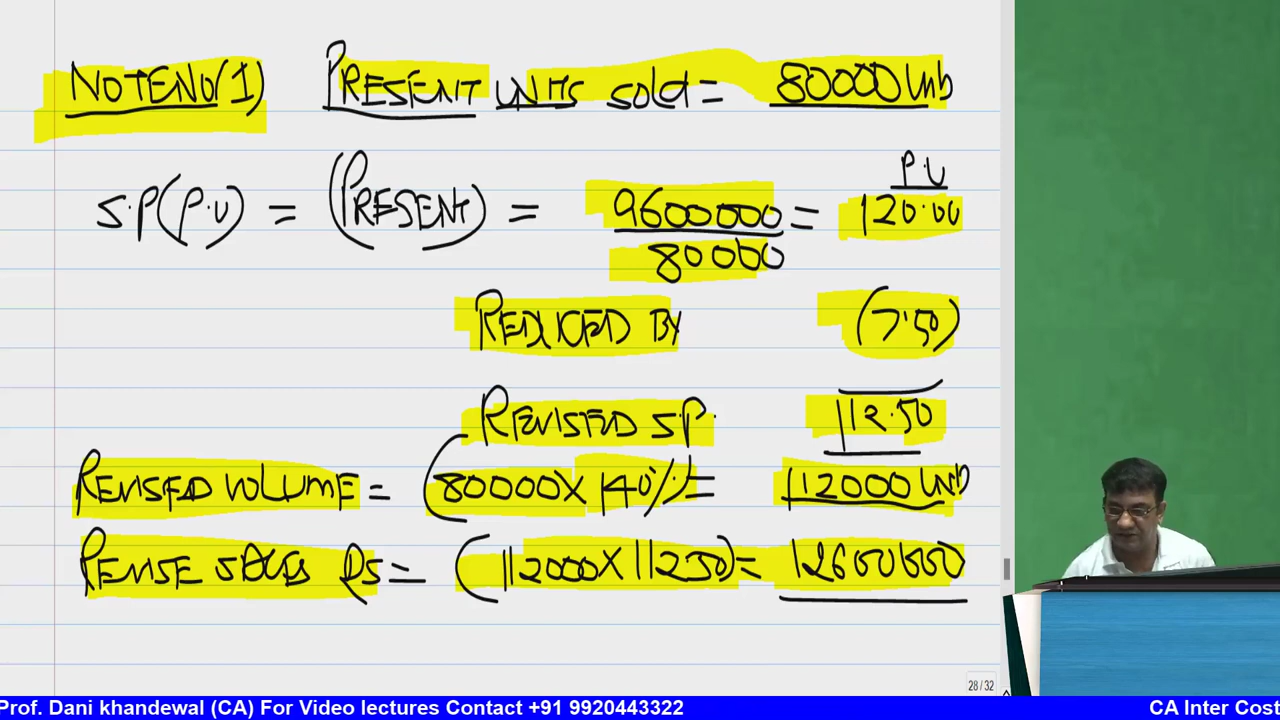 NOTENO(1) PRESENT UNITS sold = 80000 Units
P.U
S.P(P.U) = (PRESENT) = 9600000 / 80000 = 120.00
REDUCED BY (7.50)
REVISED S.P. 112.50
REVISED VOLUME = (80000 X 140%) = 112000 Units
REVISE SALES RS = (112000 X 112.50) = 12600000
28 / 32
Prof. Dani khandewal (CA) For Video lectures Contact +91 9920443322
CA Inter Cost